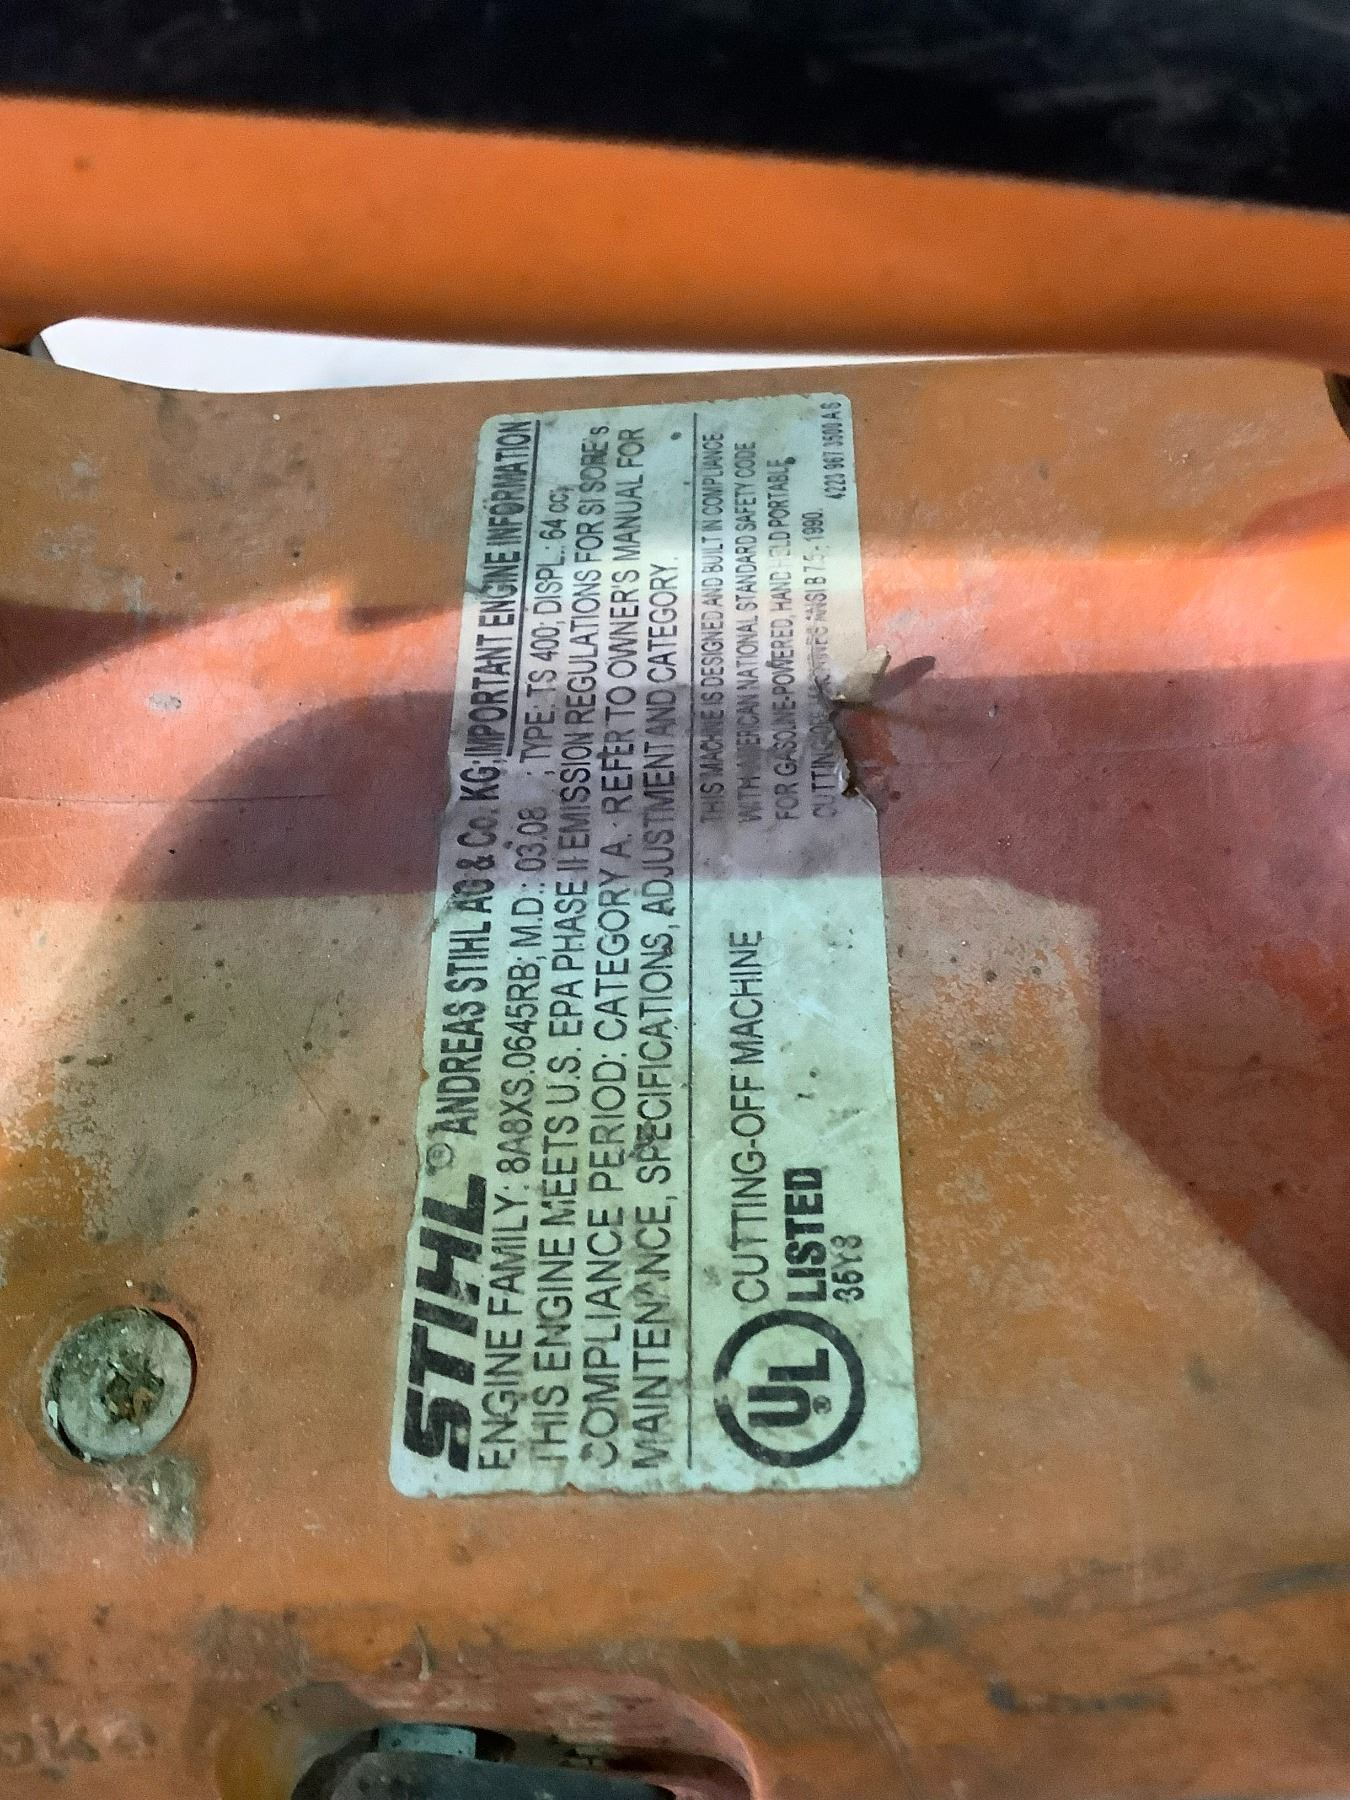 STIHL® ANDREAS STIHL AG & Co. KG; IMPORTANT ENGINE INFORMATION
ENGINE FAMILY: 8A8XS.0645RB; M.D.: 03.08 ; TYPE: TS 400; DISPL.: 64 cc;
THIS ENGINE MEETS U.S. EPA PHASE II EMISSION REGULATIONS FOR SI SORE's
COMPLIANCE PERIOD: CATEGORY A. REFER TO OWNER'S MANUAL FOR
MAINTENANCE, SPECIFICATIONS, ADJUSTMENT AND CATEGORY.
UL®
CUTTING-OFF MACHINE
LISTED
35Y8
THIS MACHINE IS DESIGNED AND BUILT IN COMPLIANCE
WITH AMERICAN NATIONAL STANDARD SAFETY CODE
FOR GASOLINE-POWERED, HAND HELD PORTABLE,
ANSI B 7.5,-1990.
4223 967 3500 A S